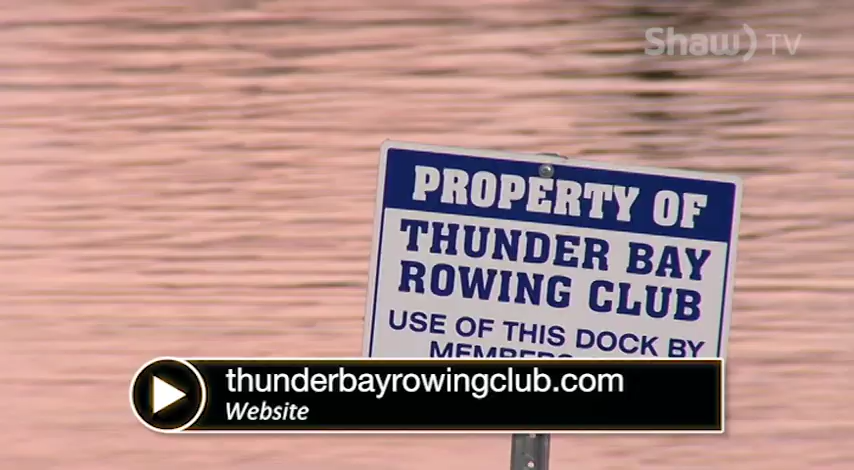 Shaw) TV
PROPERTY OF
THUNDER BAY
ROWING CLUB
USE OF THIS DOCK BY
thunderbayrowingclub.com
Website